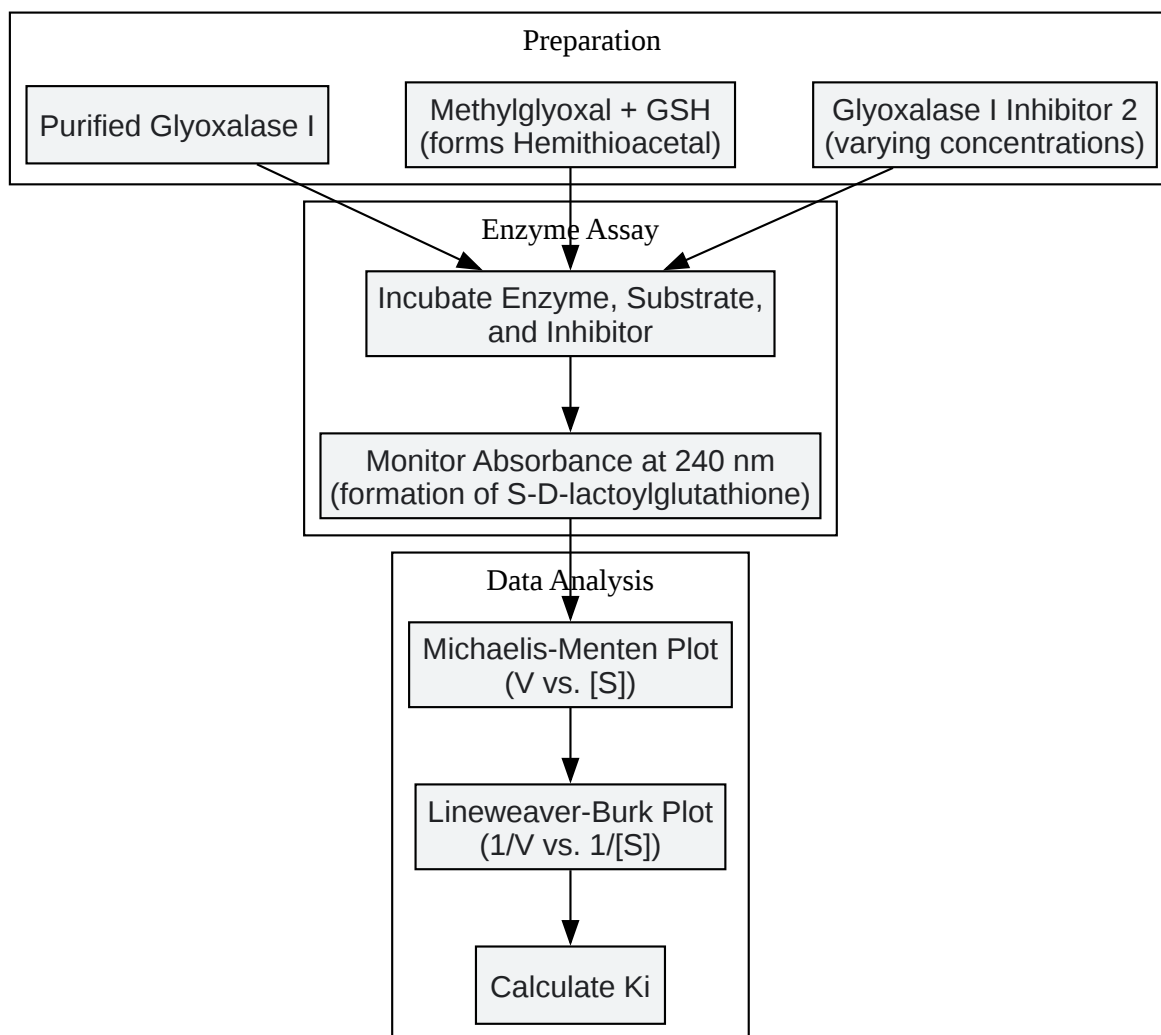 Preparation
Purified Glyoxalase I
Methylglyoxal + GSH
(forms Hemithioacetal)
Glyoxalase I Inhibitor 2
(varying concentrations)
Enzyme Assay
Incubate Enzyme, Substrate,
and Inhibitor
Monitor Absorbance at 240 nm
(formation of S-D-lactoylglutathione)
Data Analysis
Michaelis-Menten Plot
(V vs. [S])
Lineweaver-Burk Plot
(1/V vs. 1/[S])
Calculate Ki